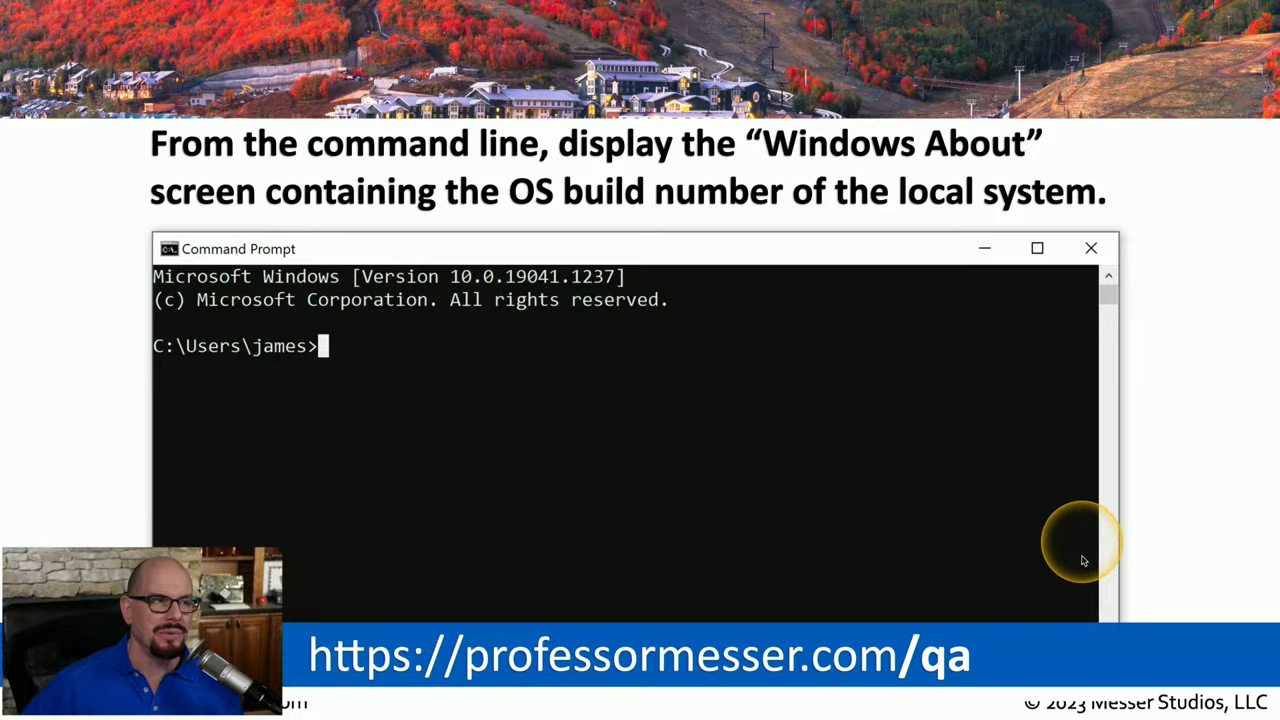 From the command line, display the “Windows About”
screen containing the OS build number of the local system.
Command Prompt
Microsoft Windows [Version 10.0.19041.1237]
(c) Microsoft Corporation. All rights reserved.
C:\Users\james>
https://professormesser.com/qa
© 2023 Messer Studios, LLC